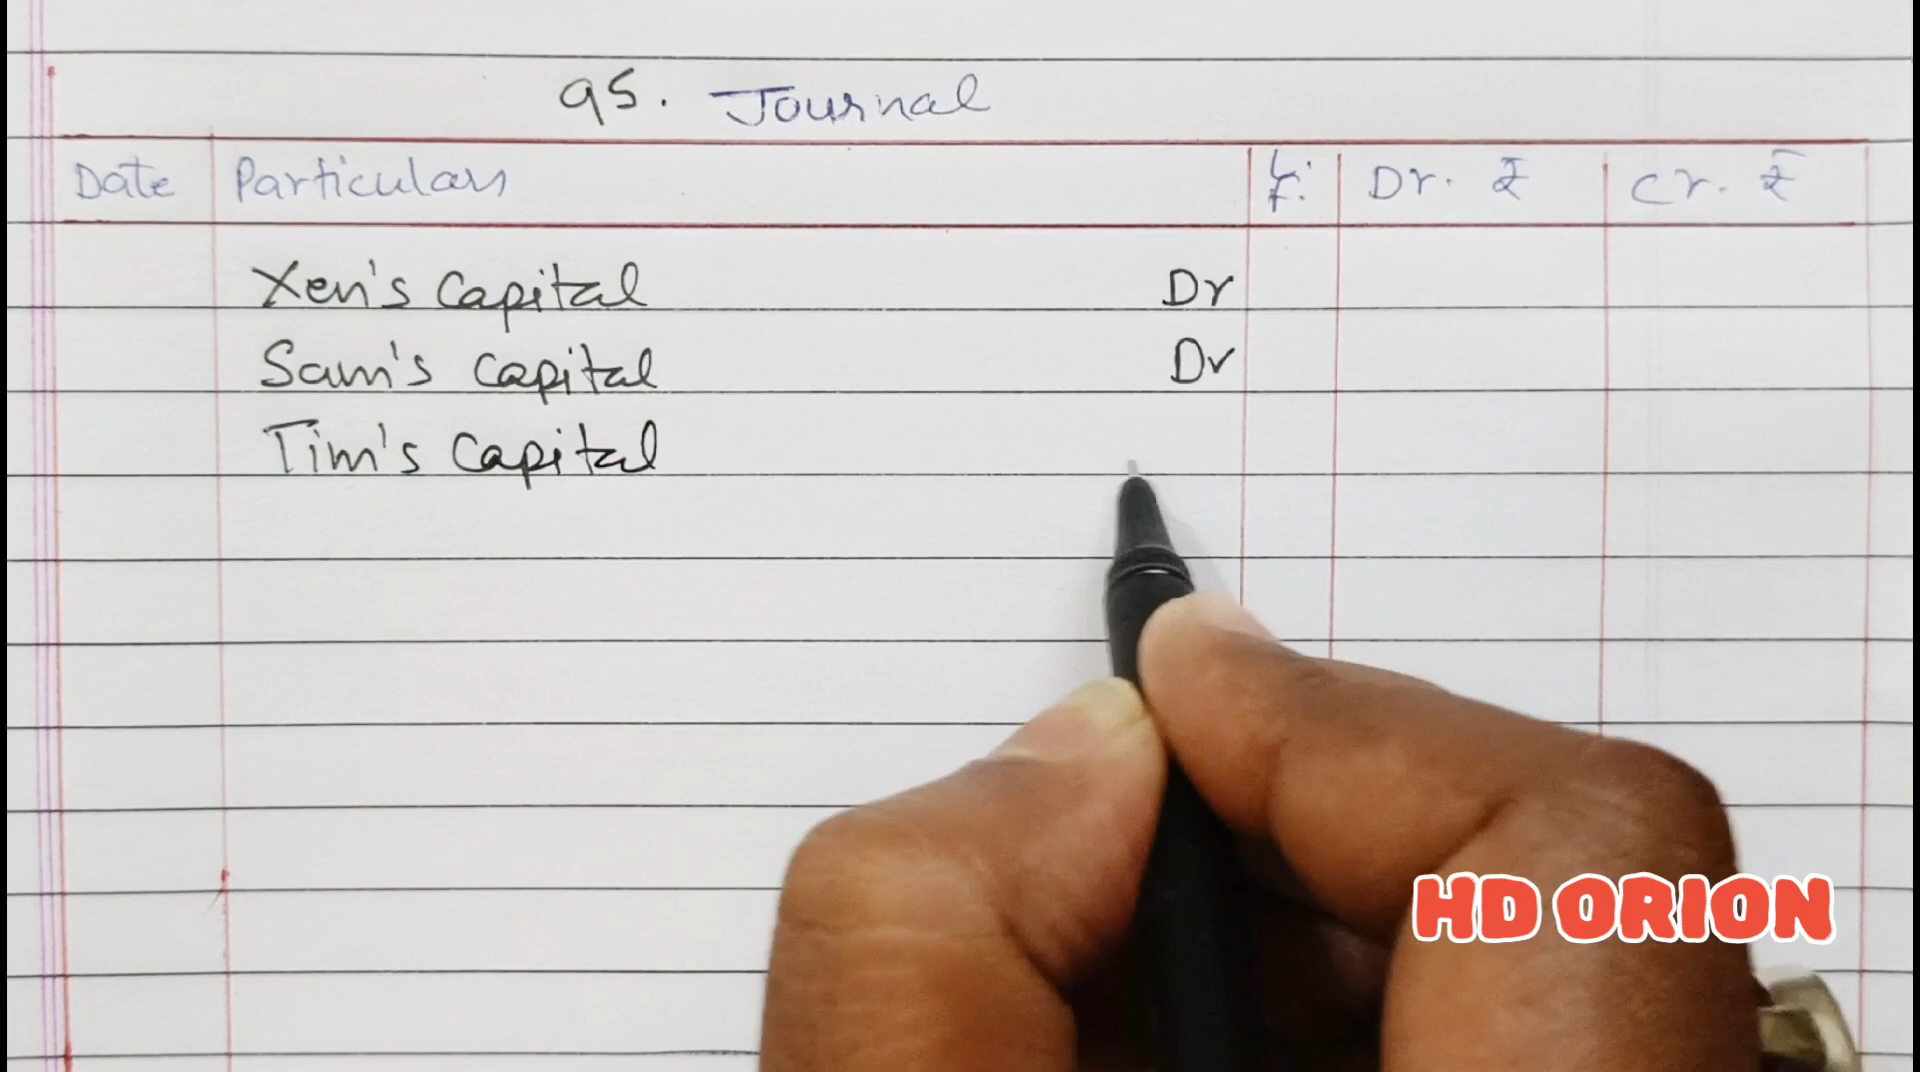 95. Journal
Date Particulars L.F. Dr. ₹ Cr. ₹
Xen's Capital Dr
Sam's Capital Dr
Tim's Capital
HD ORION